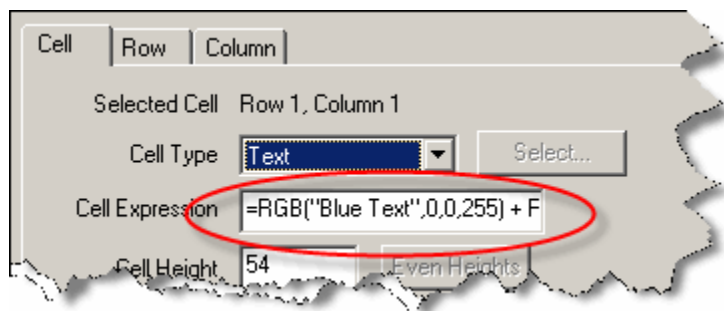 Cell Row Column
Selected Cell Row 1, Column 1
Cell Type Text Select...
Cell Expression =RGB("Blue Text",0,0,255) + F
Cell Height 54 Even Heights